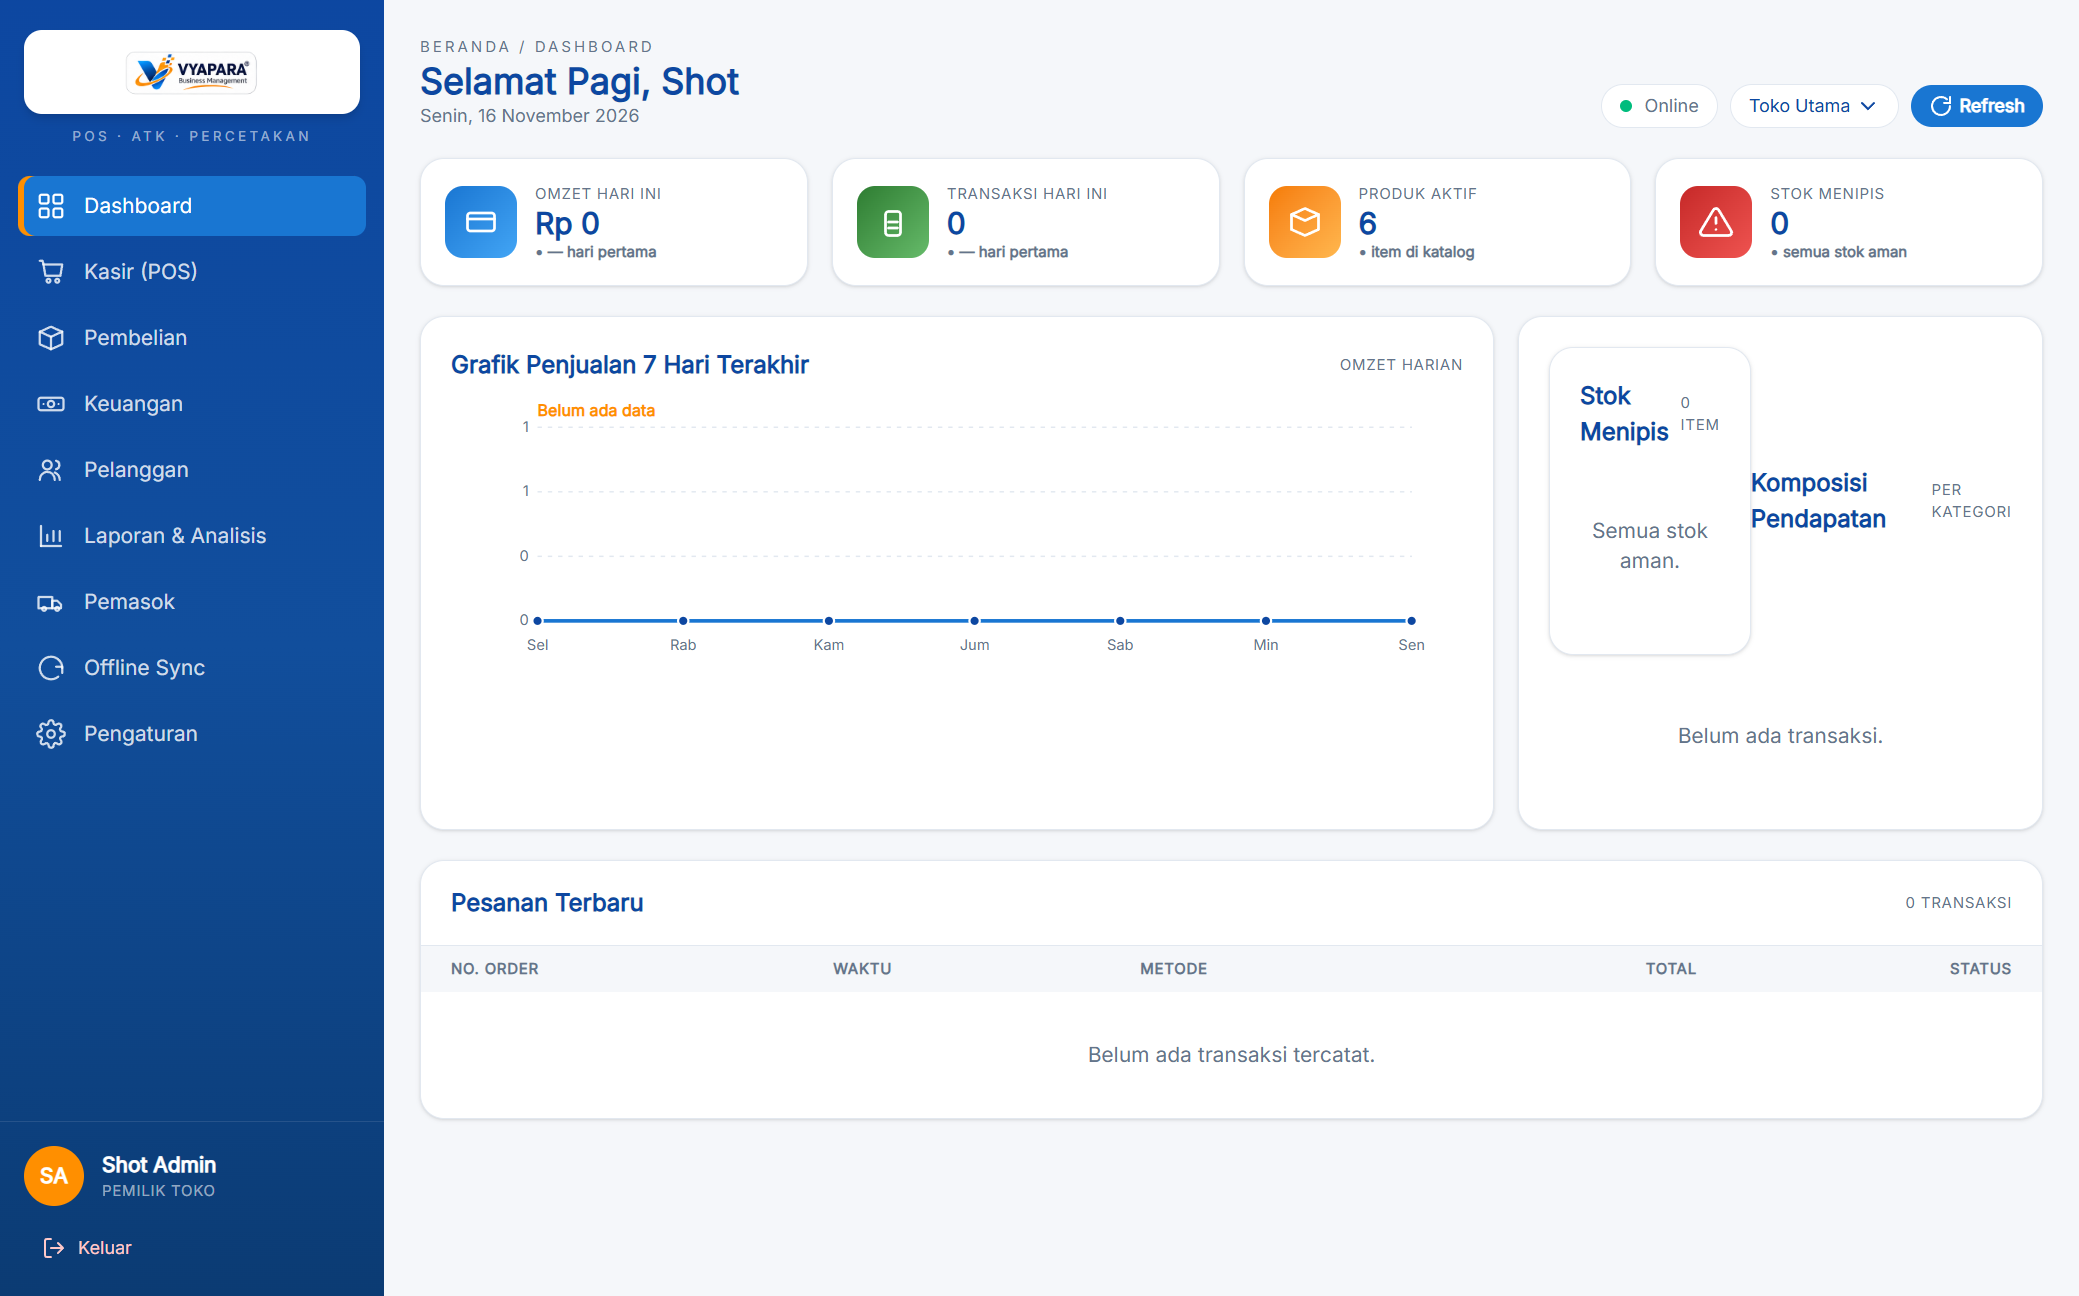 VYAPARA®
Business Management
POS · ATK · PERCETAKAN
Dashboard
Kasir (POS)
Pembelian
Keuangan
Pelanggan
Laporan & Analisis
Pemasok
Offline Sync
Pengaturan
SA
Shot Admin
PEMILIK TOKO
Keluar
BERANDA / DASHBOARD
Selamat Pagi, Shot
Senin, 16 November 2026
Online
Toko Utama
Refresh
OMZET HARI INI
Rp 0
• — hari pertama
TRANSAKSI HARI INI
0
• — hari pertama
PRODUK AKTIF
6
• item di katalog
STOK MENIPIS
0
• semua stok aman
Grafik Penjualan 7 Hari Terakhir
OMZET HARIAN
Belum ada data
1
1
0
0
Sel Rab Kam Jum Sab Min Sen
Stok
Menipis
0
ITEM
Semua stok
aman.
Komposisi
Pendapatan
PER
KATEGORI
Belum ada transaksi.
Pesanan Terbaru
0 TRANSAKSI
NO. ORDER WAKTU METODE TOTAL STATUS
Belum ada transaksi tercatat.